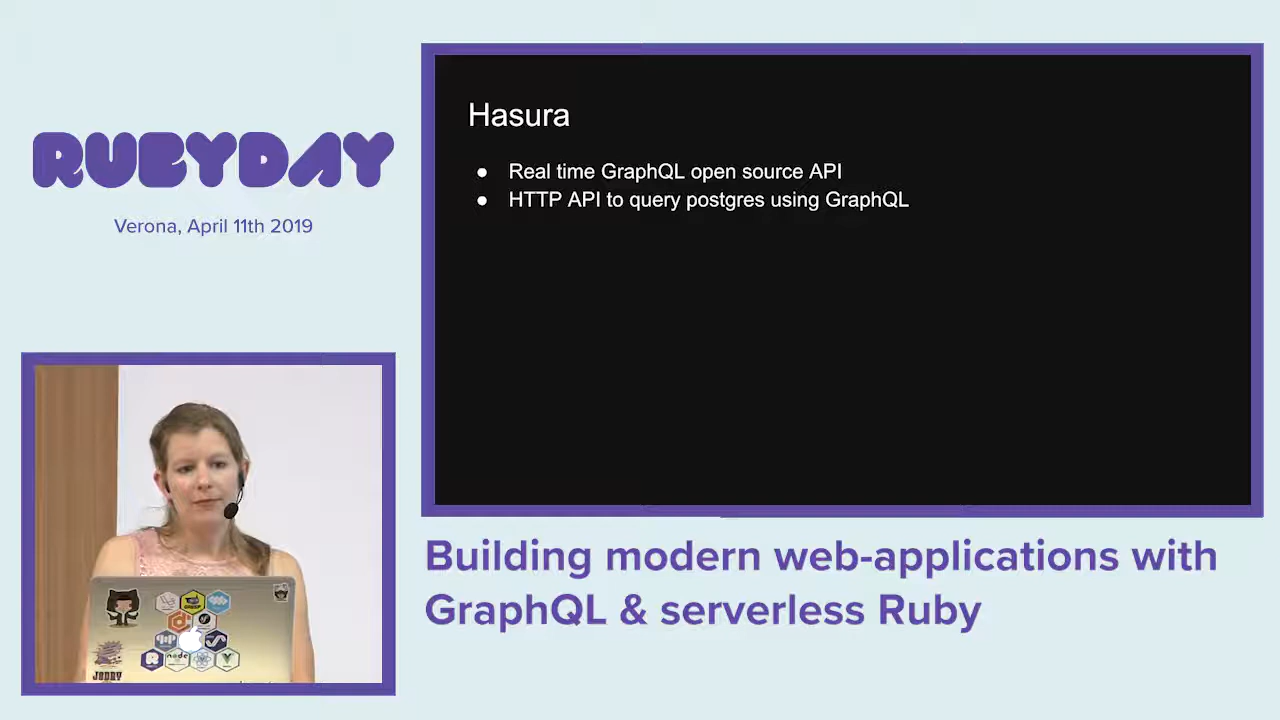 RUBYDAY
Verona, April 11th 2019
Hasura
● Real time GraphQL open source API
● HTTP API to query postgres using GraphQL
Building modern web-applications with
GraphQL & serverless Ruby
node